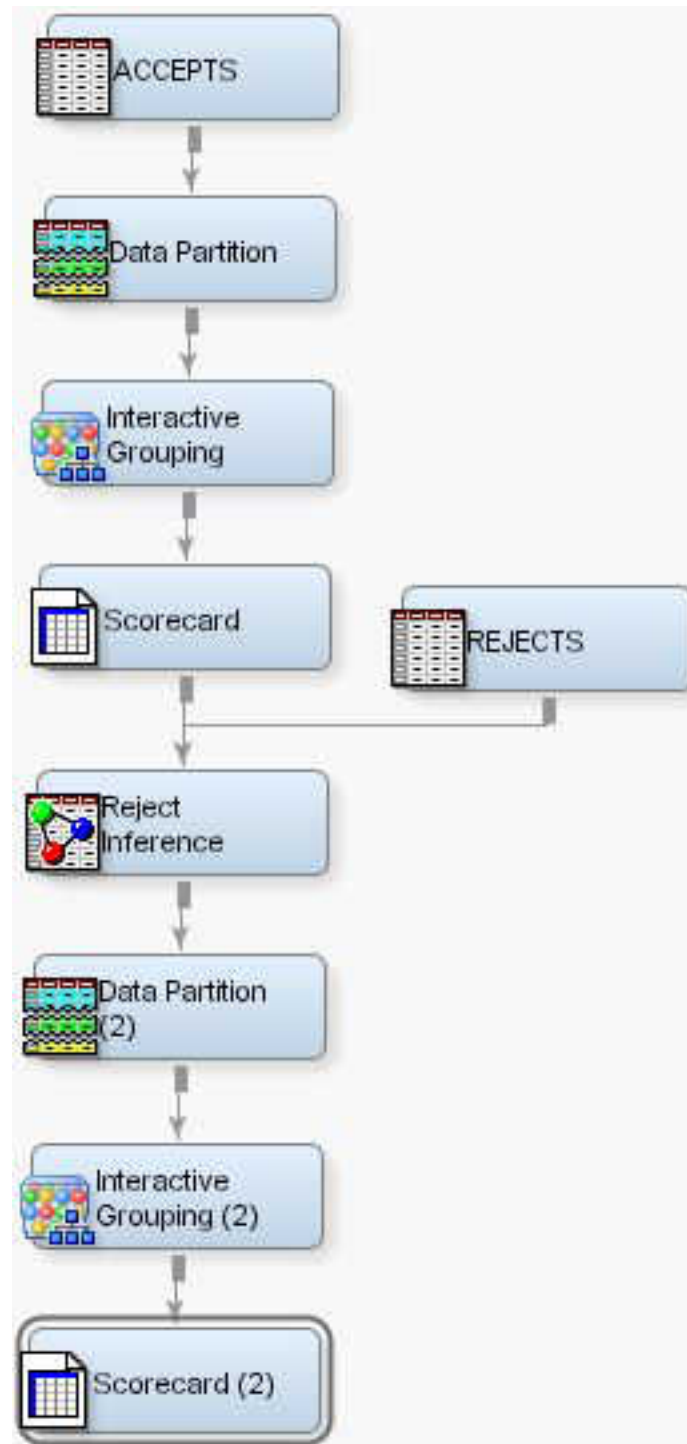 ACCEPTS
Data Partition
Interactive
Grouping
Scorecard
REJECTS
Reject
Inference
Data Partition
(2)
Interactive
Grouping (2)
Scorecard (2)